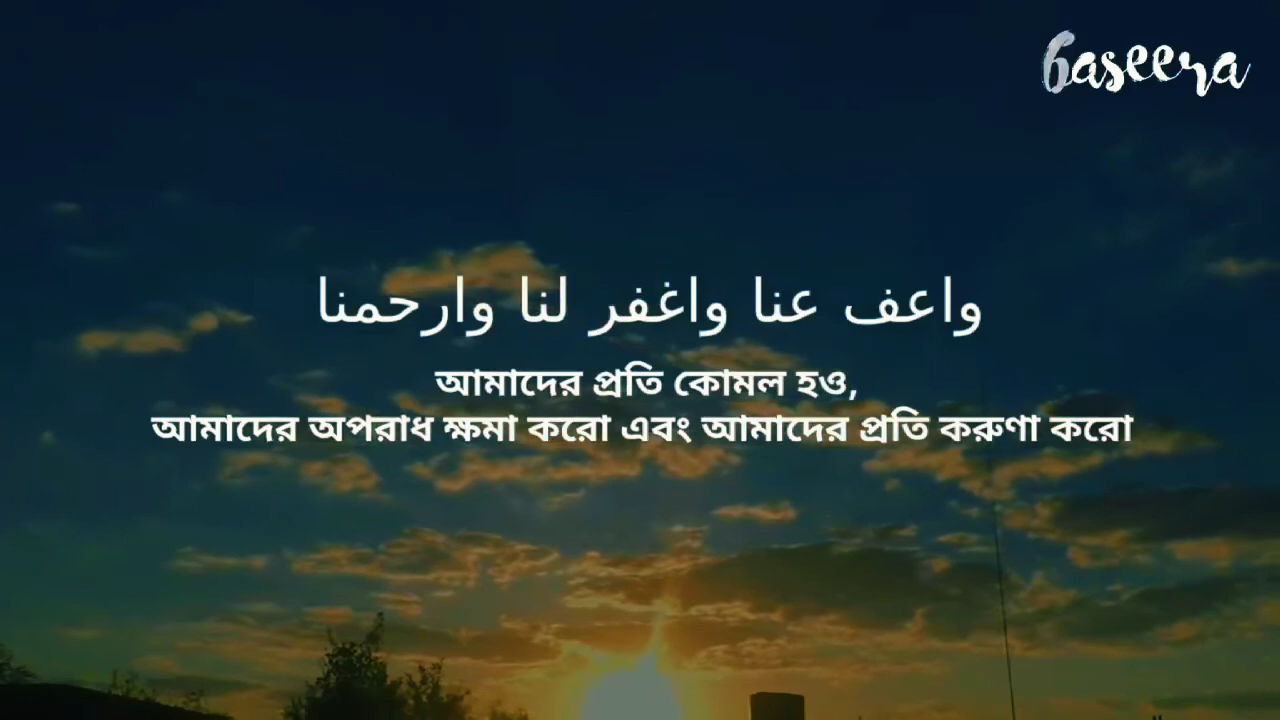 baseera
واعف عنا واغفر لنا وارحمنا
আমাদের প্রতি কোমল হও,
আমাদের অপরাধ ক্ষমা করো এবং আমাদের প্রতি করুণা করো